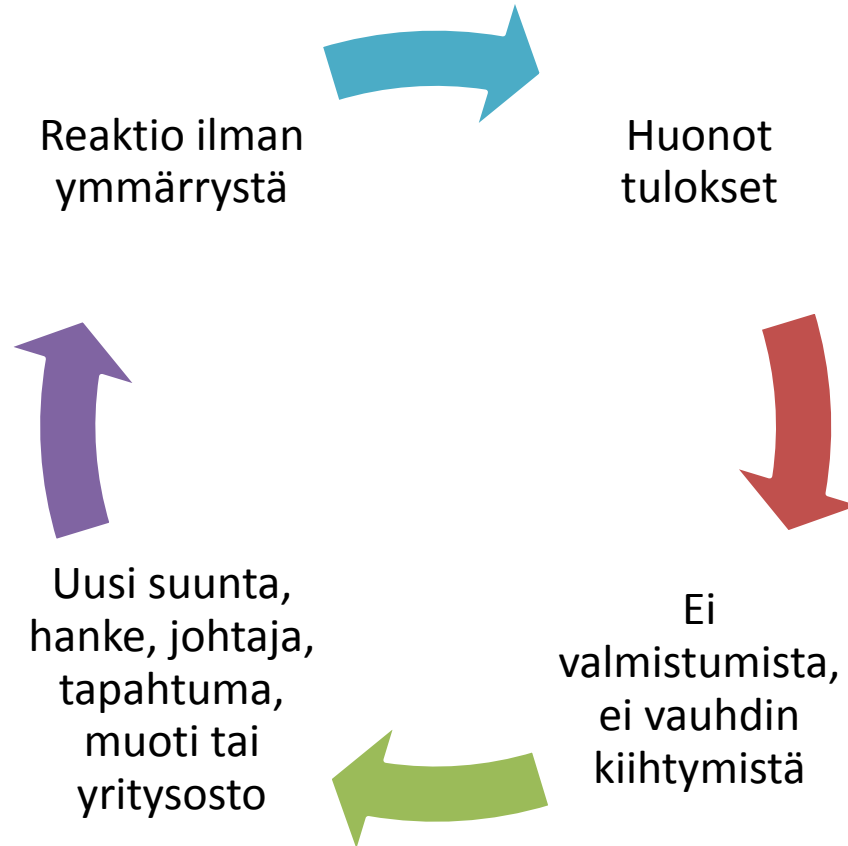 Reaktio ilman
ymmärrystä
Huonot
tulokset
Ei
valmistumista,
ei vauhdin
kiihtymistä
Uusi suunta,
hanke, johtaja,
tapahtuma,
muoti tai
yritysosto